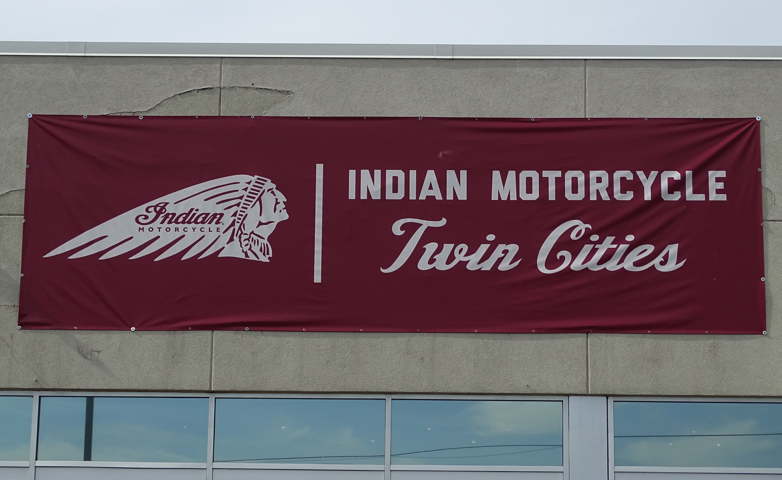 Indian
MOTORCYCLE
INDIAN MOTORCYCLE
Twin Cities